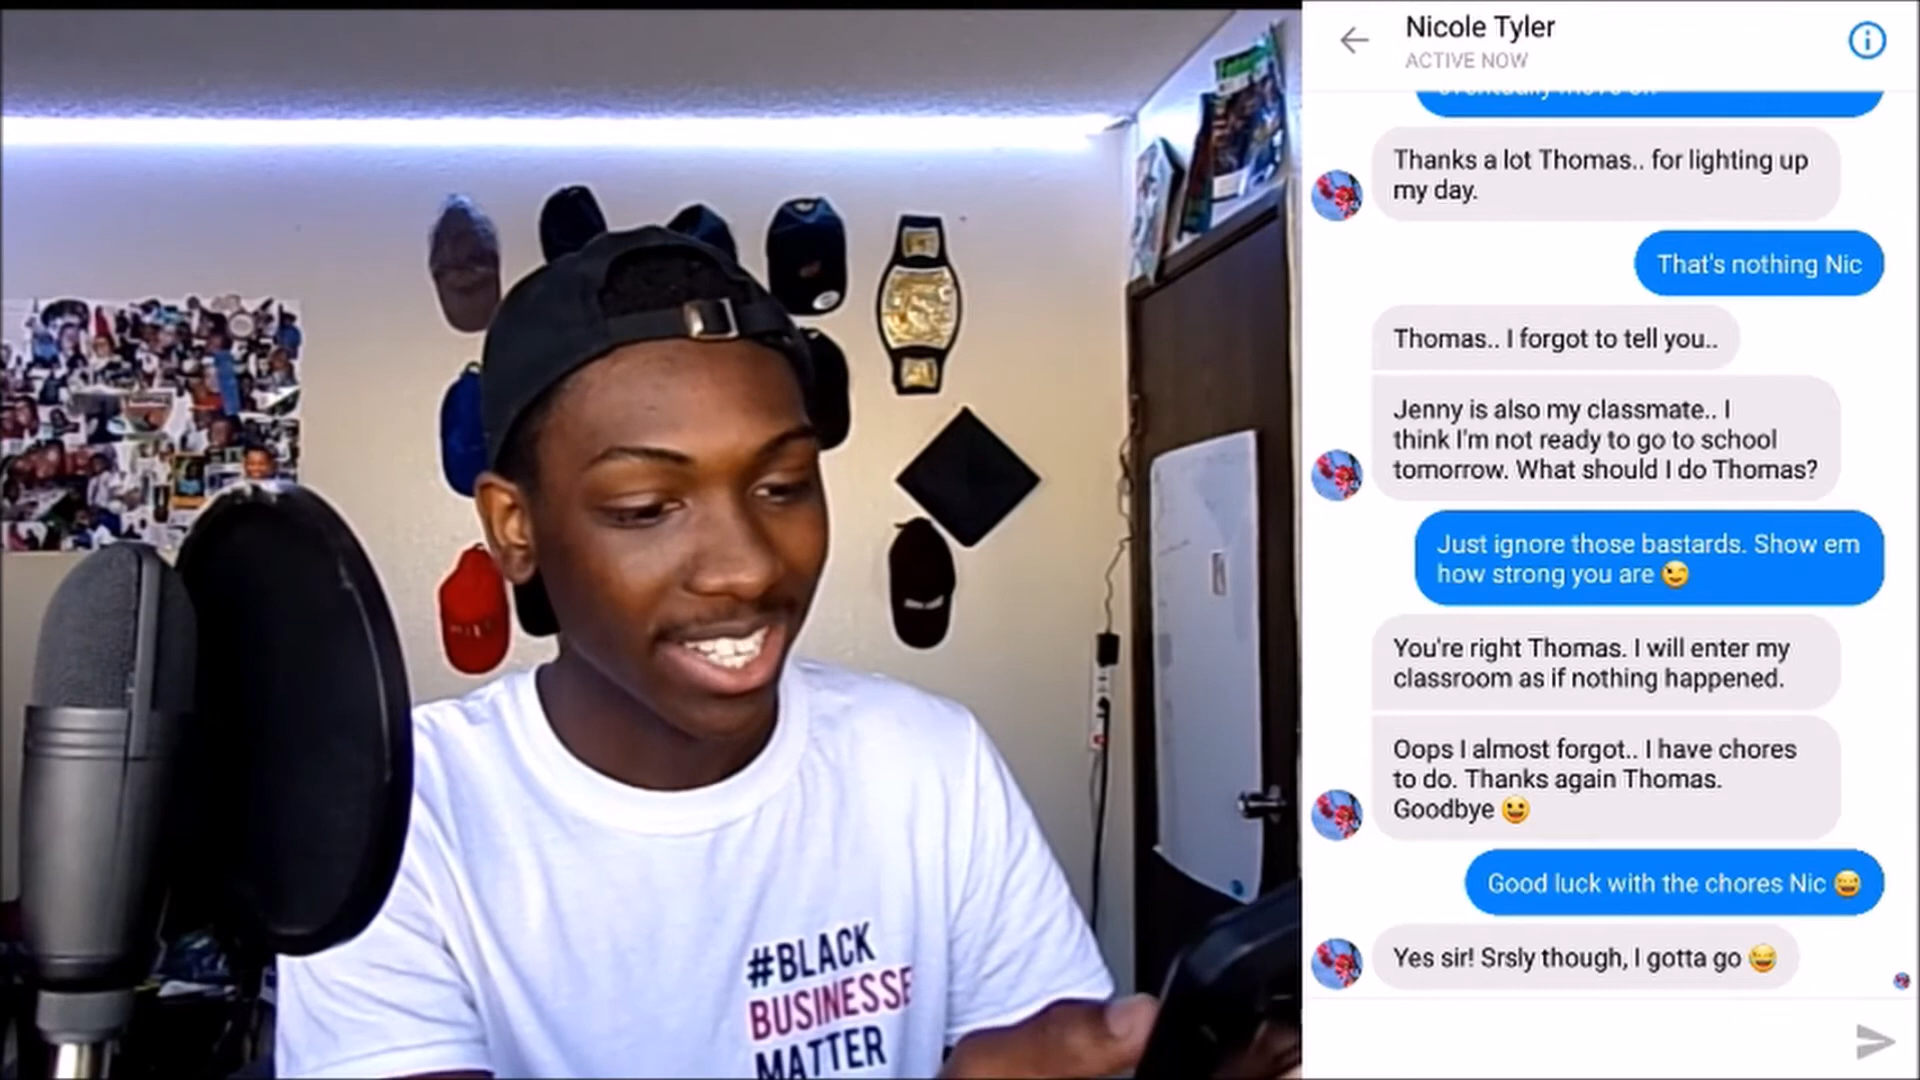 Nicole Tyler
ACTIVE NOW
Thanks a lot Thomas.. for lighting up
my day.
That's nothing Nic
Thomas.. I forgot to tell you..
Jenny is also my classmate.. I
think I'm not ready to go to school
tomorrow. What should I do Thomas?
Just ignore those bastards. Show em
how strong you are 😉
You're right Thomas. I will enter my
classroom as if nothing happened.
Oops I almost forgot.. I have chores
to do. Thanks again Thomas.
Goodbye 😀
Good luck with the chores Nic 😅
Yes sir! Srsly though, I gotta go 😅
#BLACK
BUSINESSE
MATTER